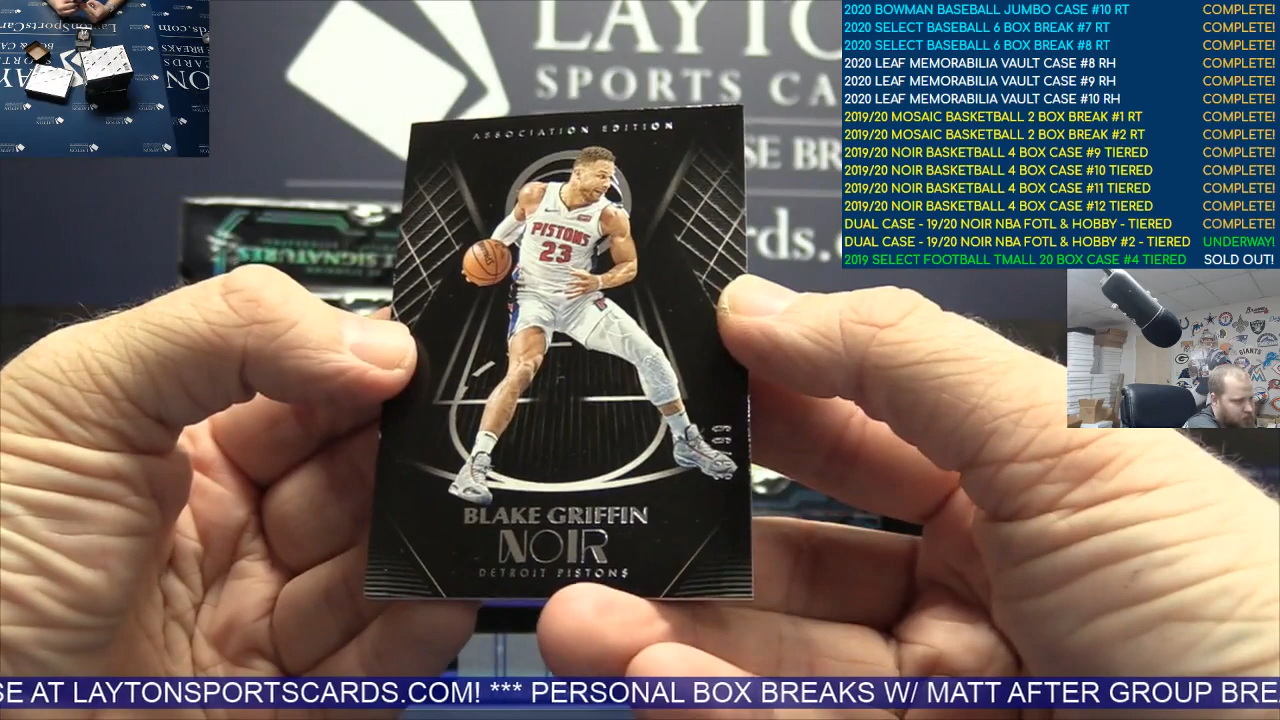 2020 BOWMAN BASEBALL JUMBO CASE #10 RT COMPLETE!
2020 SELECT BASEBALL 6 BOX BREAK #7 RT COMPLETE!
2020 SELECT BASEBALL 6 BOX BREAK #8 RT COMPLETE!
2020 LEAF MEMORABILIA VAULT CASE #8 RH COMPLETE!
2020 LEAF MEMORABILIA VAULT CASE #9 RH COMPLETE!
2020 LEAF MEMORABILIA VAULT CASE #10 RH COMPLETE!
2019/20 MOSAIC BASKETBALL 2 BOX BREAK #1 RT COMPLETE!
2019/20 MOSAIC BASKETBALL 2 BOX BREAK #2 RT COMPLETE!
2019/20 NOIR BASKETBALL 4 BOX CASE #9 TIERED COMPLETE!
2019/20 NOIR BASKETBALL 4 BOX CASE #10 TIERED COMPLETE!
2019/20 NOIR BASKETBALL 4 BOX CASE #11 TIERED COMPLETE!
2019/20 NOIR BASKETBALL 4 BOX CASE #12 TIERED COMPLETE!
DUAL CASE - 19/20 NOIR NBA FOTL & HOBBY - TIERED COMPLETE!
DUAL CASE - 19/20 NOIR NBA FOTL & HOBBY #2 - TIERED UNDERWAY!
2019 SELECT FOOTBALL TMALL 20 BOX CASE #4 TIERED SOLD OUT!
LAYTO
SPORTS CA
SE BR
rds.c
SIGNATURES
ASSOCIATION EDITION
PISTONS
23
BLAKE GRIFFIN
NOIR
DETROIT PISTONS
GIANTS
SE AT LAYTONSPORTSCARDS.COM! *** PERSONAL BOX BREAKS W/ MATT AFTER GROUP BRE